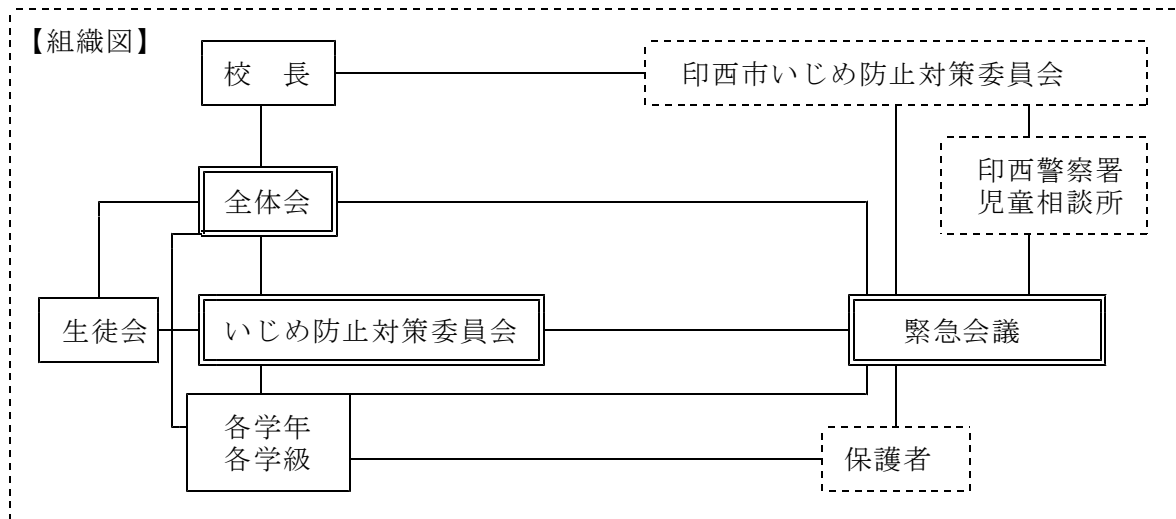 【組織図】
校　長
印西市いじめ防止対策委員会
印西警察署
児童相談所
全体会
生徒会
いじめ防止対策委員会
緊急会議
各学年
各学級
保護者